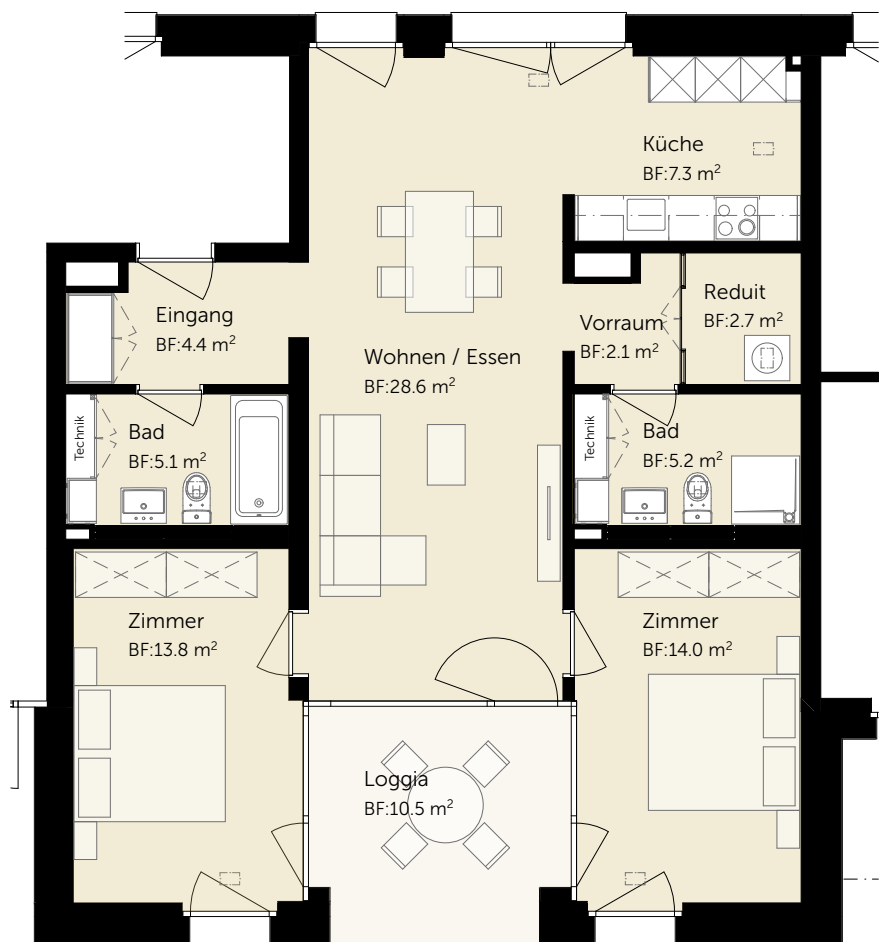 Küche
BF:7.3 m²
Eingang
BF:4.4 m²
Wohnen / Essen
BF:28.6 m²
Vorraum
BF:2.1 m²
Reduit
BF:2.7 m²
Technik
Bad
BF:5.1 m²
Technik
Bad
BF:5.2 m²
Zimmer
BF:13.8 m²
Zimmer
BF:14.0 m²
Loggia
BF:10.5 m²